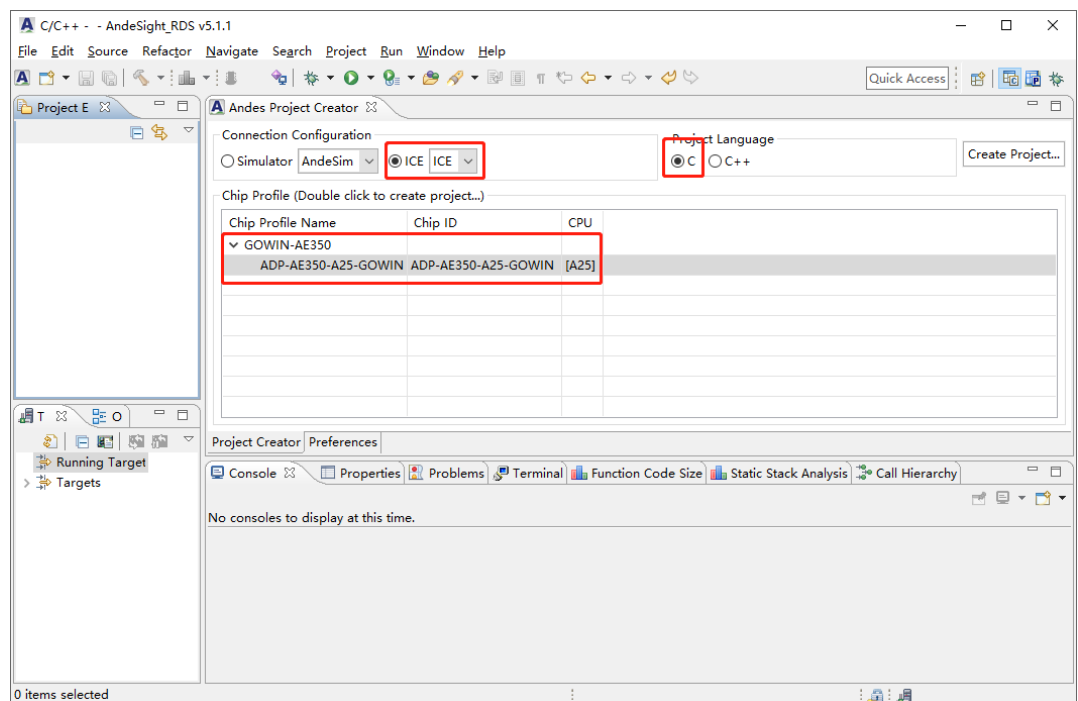 C/C++ - - AndeSight_RDS v5.1.1
File Edit Source Refactor Navigate Search Project Run Window Help
Quick Access
Project E
Andes Project Creator
Connection Configuration
Project Language
Simulator AndeSim ICE ICE
C C++
Create Project...
Chip Profile (Double click to create project...)
Chip Profile Name Chip ID CPU
GOWIN-AE350
ADP-AE350-A25-GOWIN ADP-AE350-A25-GOWIN [A25]
T O
Project Creator Preferences
Running Target
Targets
Console Properties Problems Terminal Function Code Size Static Stack Analysis Call Hierarchy
No consoles to display at this time.
0 items selected